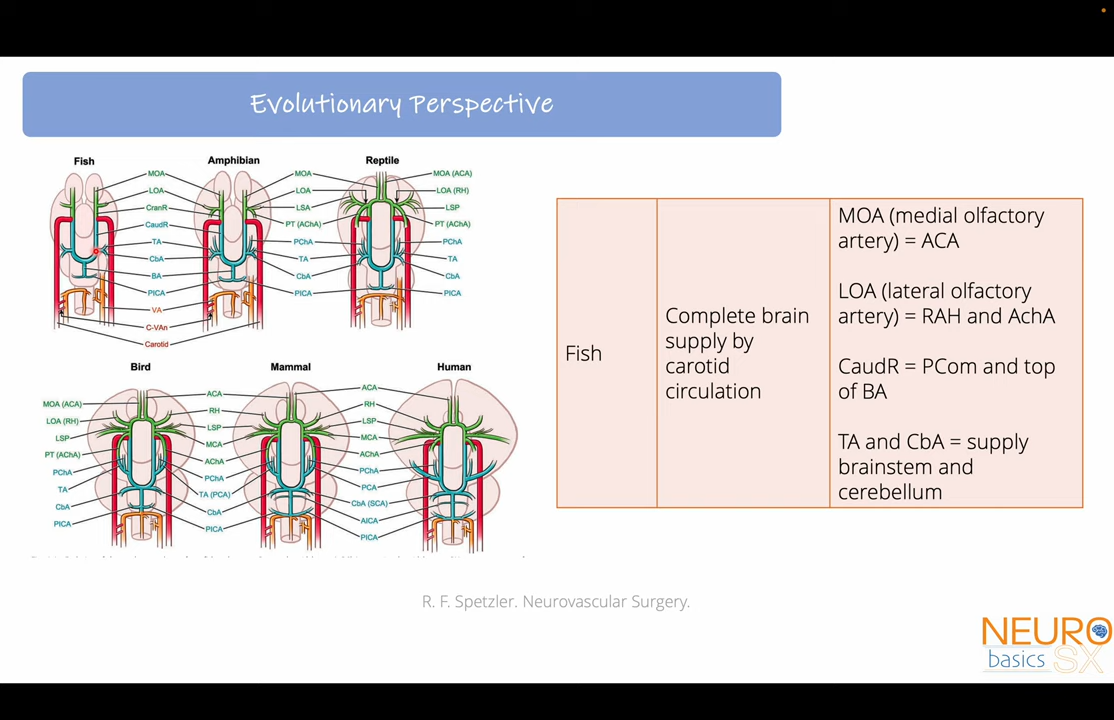 Evolutionary Perspective
Fish
Amphibian
Reptile
MOA
LOA
CranR
CaudR
TA
CbA
BA
PICA
VA
C-VAn
Carotid
MOA
LOA
LSA
PT (AChA)
PChA
TA
CbA
PICA
MOA (ACA)
LOA (RH)
LSP
PT (AChA)
PChA
TA
CbA
PICA
Bird
Mammal
Human
MOA (ACA)
LOA (RH)
LSP
PT (AChA)
PChA
TA
CbA
PICA
ACA
RH
LSP
MCA
AChA
PChA
TA (PCA)
CbA
PICA
ACA
RH
LSP
MCA
AChA
PChA
PCA
CbA (SCA)
AICA
PICA
Fish
Complete brain
supply by
carotid
circulation
MOA (medial olfactory
artery) = ACA
LOA (lateral olfactory
artery) = RAH and AchA
CaudR = PCom and top
of BA
TA and CbA = supply
brainstem and
cerebellum
R. F. Spetzler. Neurovascular Surgery.
NEURO
basics SX